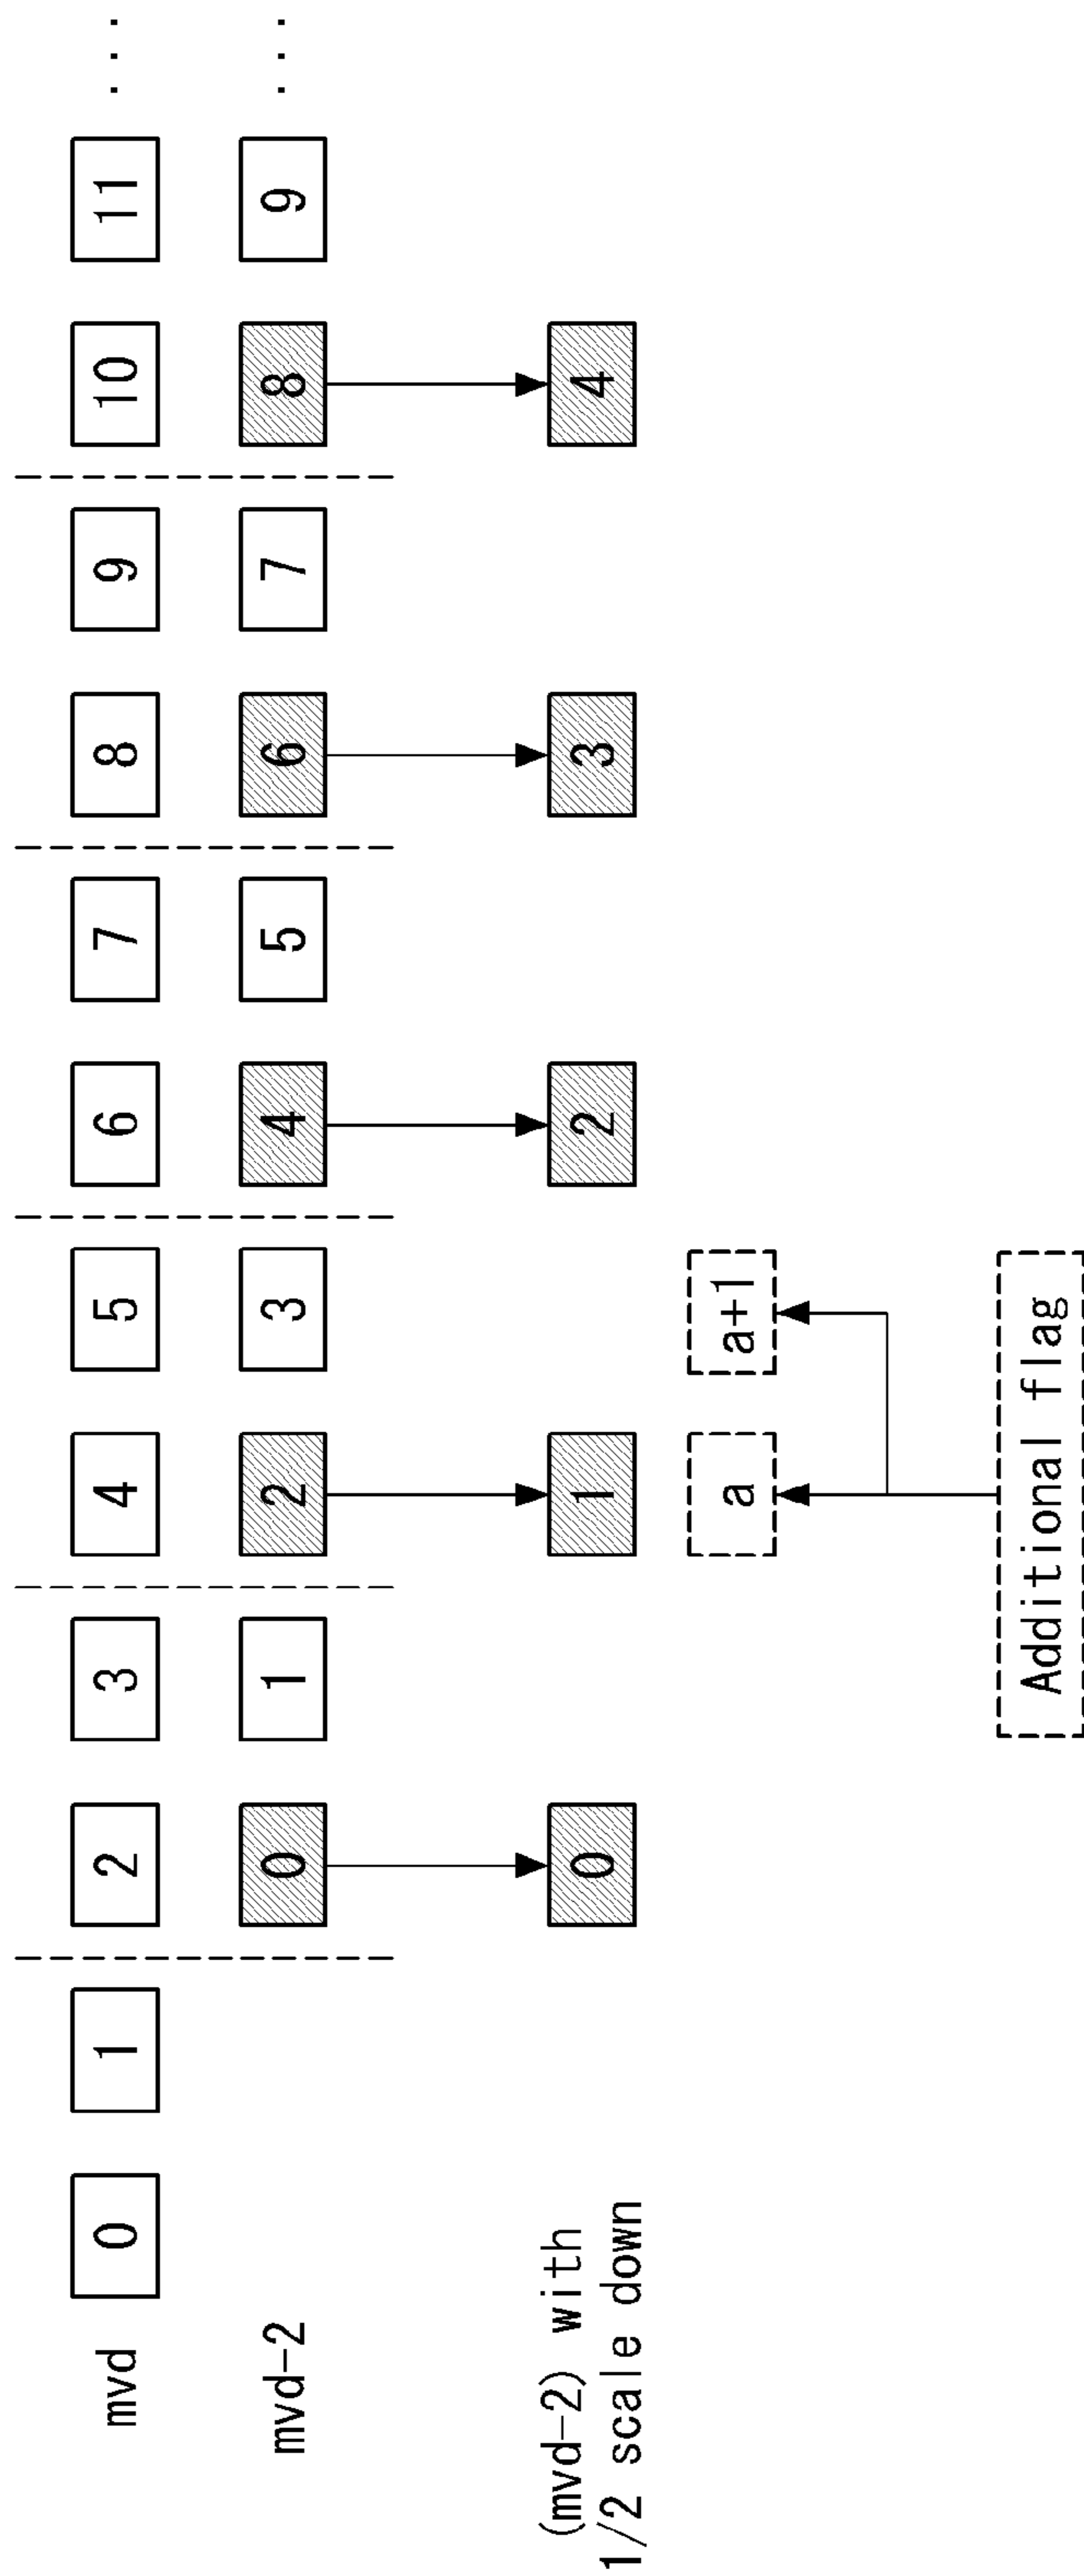 mvd 0 1 2 3 4 5 6 7 8 9 10 11 ...
mvd-2 0 1 2 3 4 5 6 7 8 9 ...
(mvd-2) with
1/2 scale down
0 1 2 3 4
a a+1
Additional flag